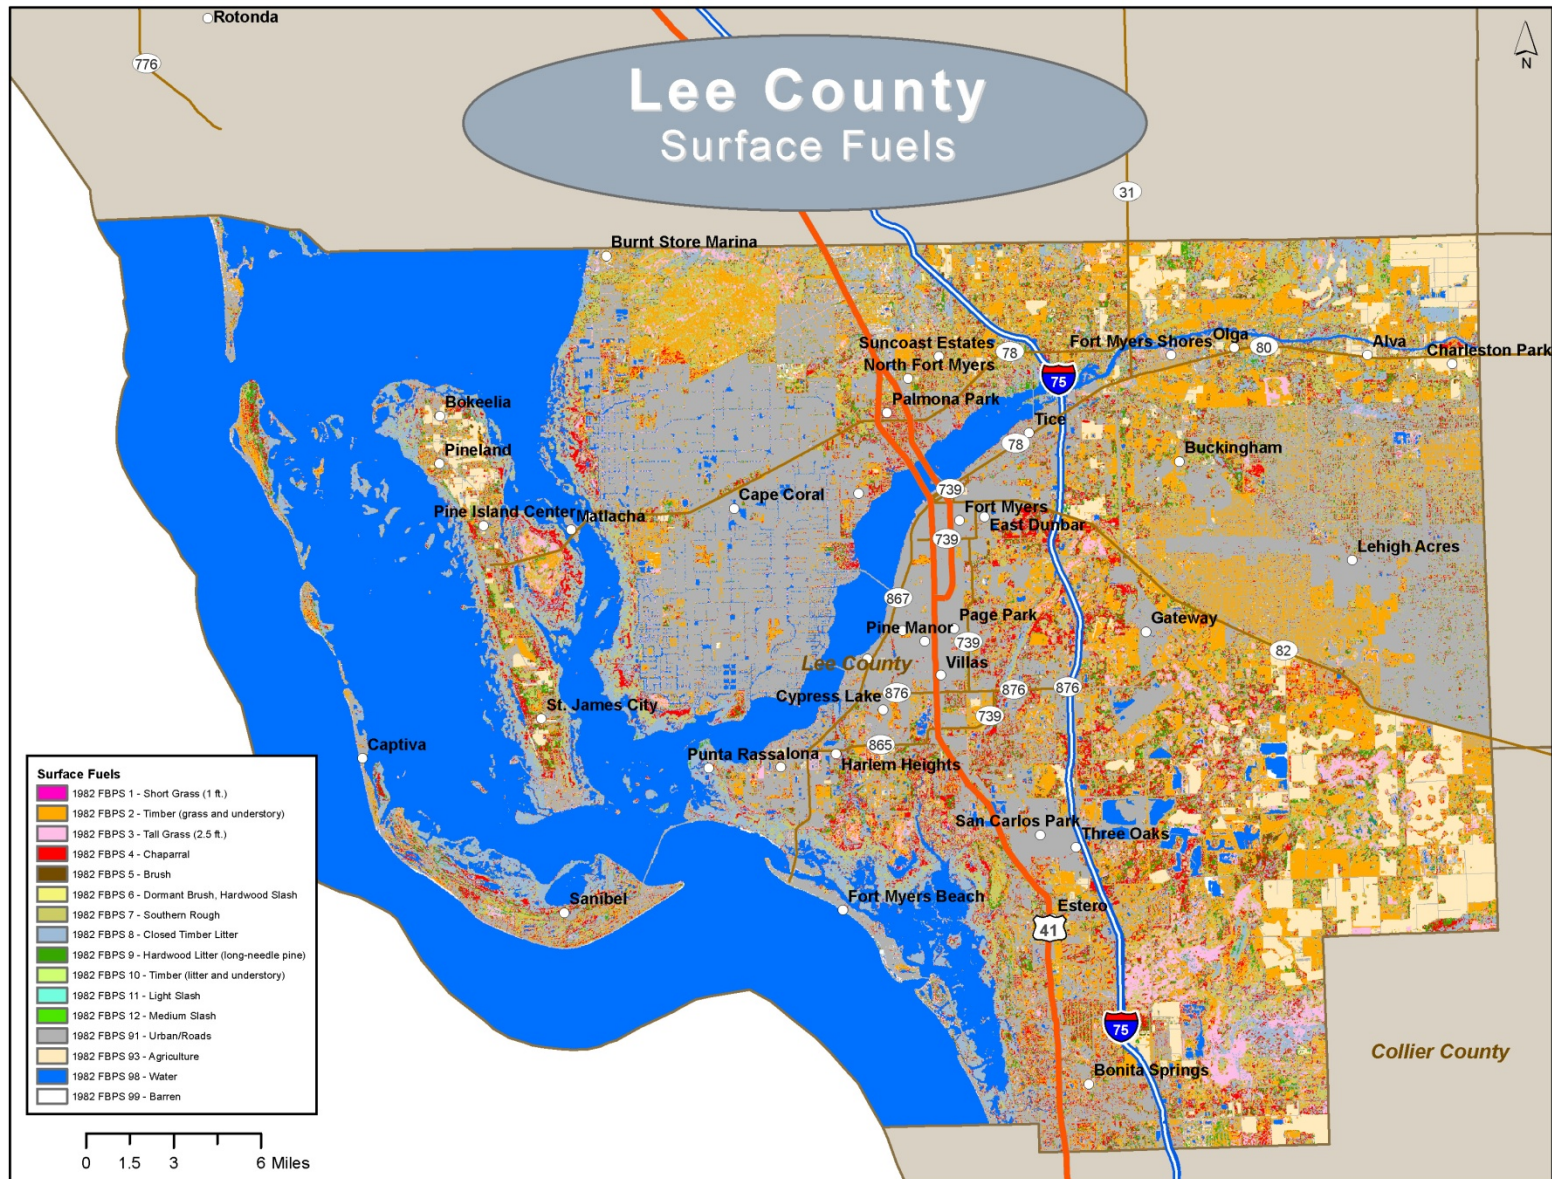 Rotonda
776
N
Lee County
Surface Fuels
31
Burnt Store Marina
Suncoast Estates
78
Fort Myers Shores
Olga
80
Alva
Charleston Park
North Fort Myers
75
Bokeelia
Palmona Park
Tice
78
Pineland
Buckingham
Cape Coral
739
Pine Island Center
Matlacha
Fort Myers
East Dunbar
739
Lehigh Acres
867
Page Park
Gateway
Pine Manor
739
82
Lee County
Villas
876
876
876
Cypress Lake
St. James City
739
Captiva
865
Punta Rassa
Iona
Harlem Heights
San Carlos Park
Three Oaks
Sanibel
Fort Myers Beach
Estero
41
75
Collier County
Bonita Springs
Surface Fuels
1982 FBPS 1 - Short Grass (1 ft.)
1982 FBPS 2 - Timber (grass and understory)
1982 FBPS 3 - Tall Grass (2.5 ft.)
1982 FBPS 4 - Chaparral
1982 FBPS 5 - Brush
1982 FBPS 6 - Dormant Brush, Hardwood Slash
1982 FBPS 7 - Southern Rough
1982 FBPS 8 - Closed Timber Litter
1982 FBPS 9 - Hardwood Litter (long-needle pine)
1982 FBPS 10 - Timber (litter and understory)
1982 FBPS 11 - Light Slash
1982 FBPS 12 - Medium Slash
1982 FBPS 91 - Urban/Roads
1982 FBPS 93 - Agriculture
1982 FBPS 98 - Water
1982 FBPS 99 - Barren
0 1.5 3 6 Miles